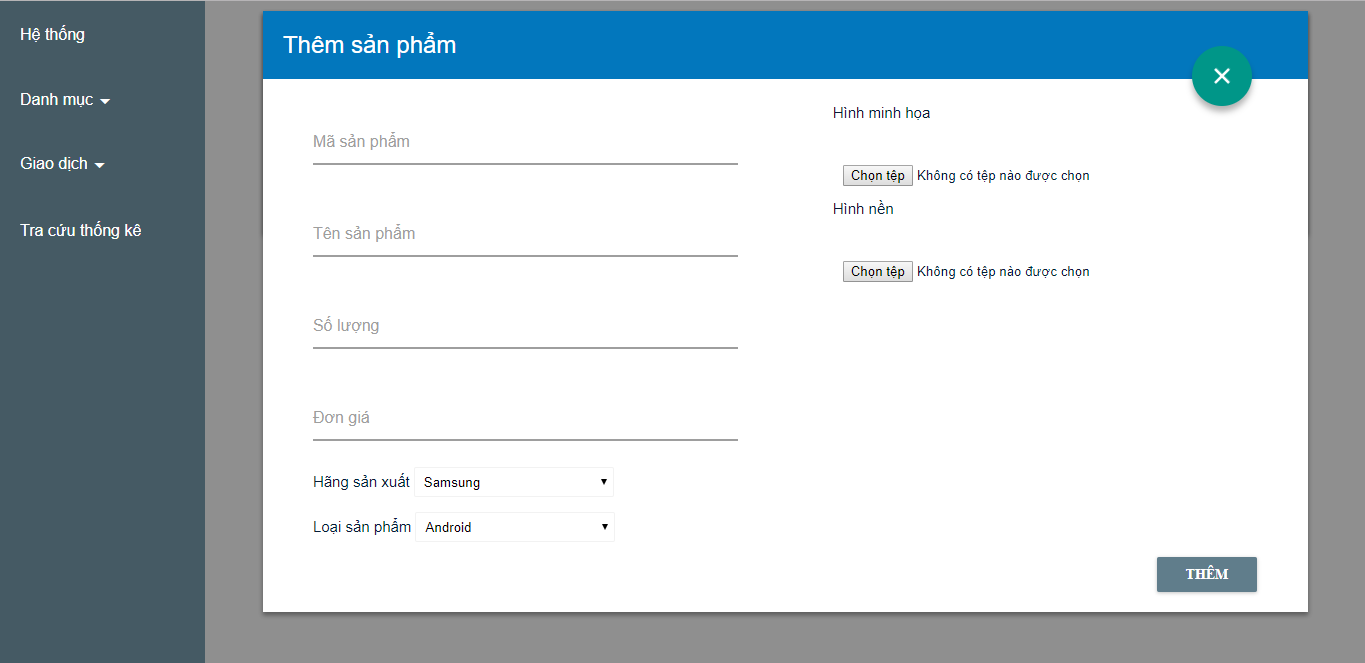 Hệ thống
Danh mục
Giao dịch
Tra cứu thống kê
Thêm sản phẩm
Mã sản phẩm
Tên sản phẩm
Số lượng
Đơn giá
Hãng sản xuất Samsung
Loại sản phẩm Android
Hình minh họa
Chọn tệp Không có tệp nào được chọn
Hình nền
Chọn tệp Không có tệp nào được chọn
THÊM